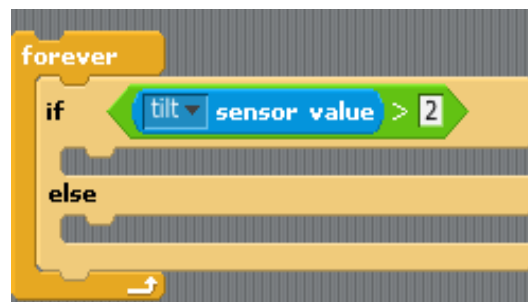 forever
if tilt sensor value > 2
else